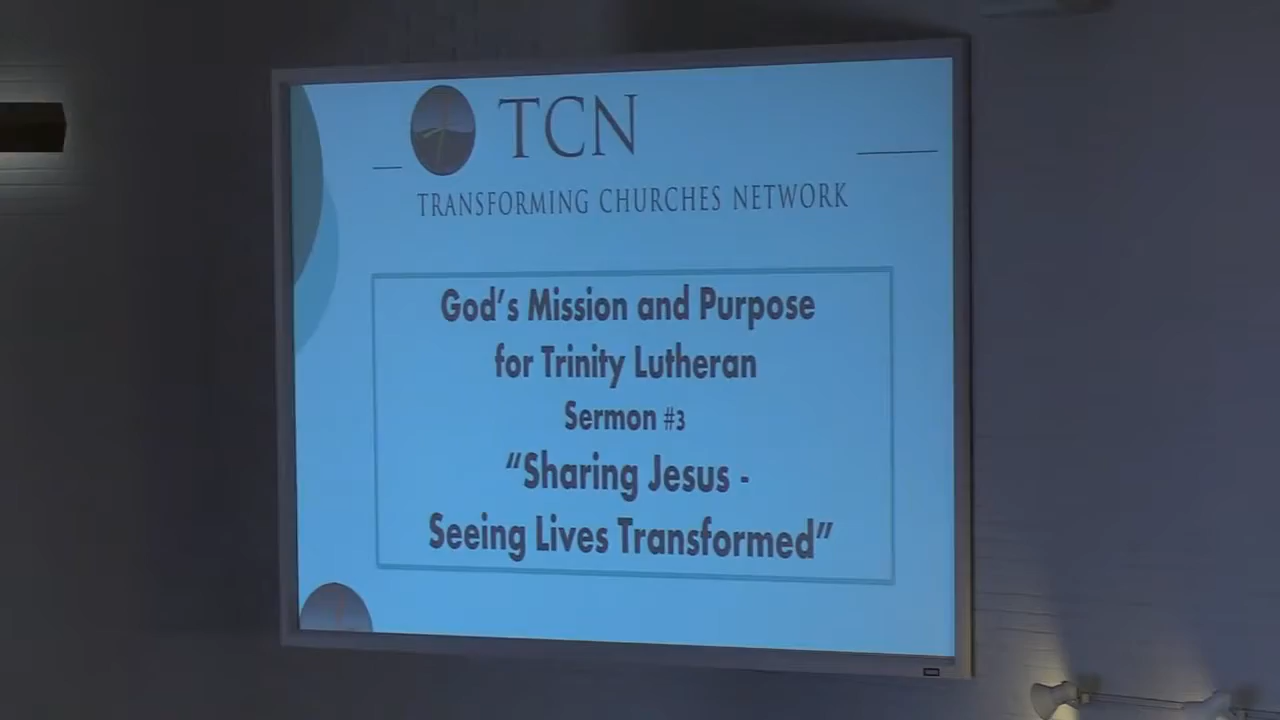 TCN
TRANSFORMING CHURCHES NETWORK
God's Mission and Purpose
for Trinity Lutheran
Sermon #3
“Sharing Jesus -
Seeing Lives Transformed”